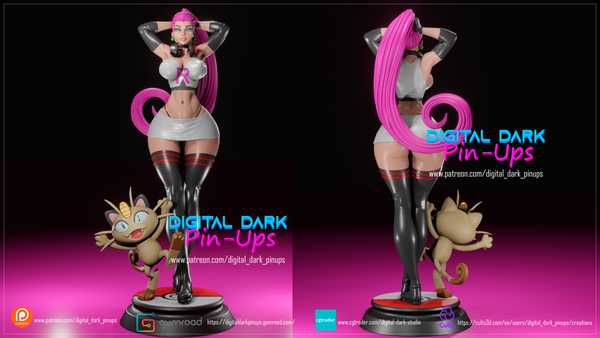 R
DIGITAL DARK
Pin-Ups
www.patreon.com/digital_dark_pinups
DIGITAL DARK
Pin-Ups
www.patreon.com/digital_dark_pinups
www.patreon.com/digital_dark_pinups
gumroad
https://digitaldarkpinups.gumroad.com/
cgtrader
www.cgtrader.com/digital-dark-studio
https://cults3d.com/en/users/digital_dark_pinups/creations